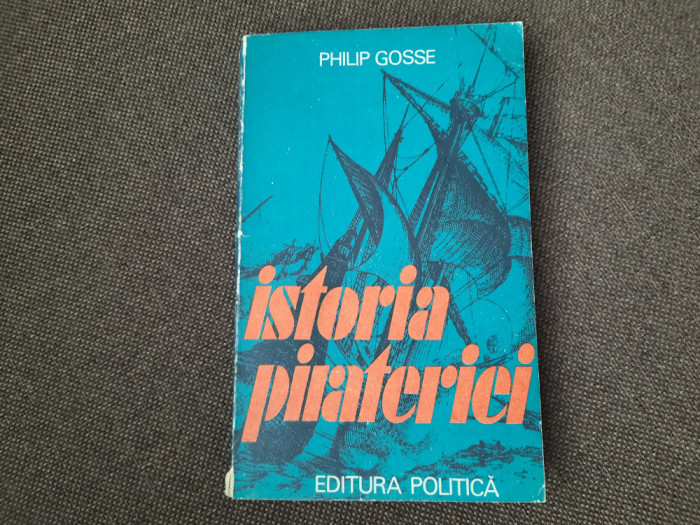 PHILIP GOSSE
istoria
pirateriei
EDITURA POLITICĂ